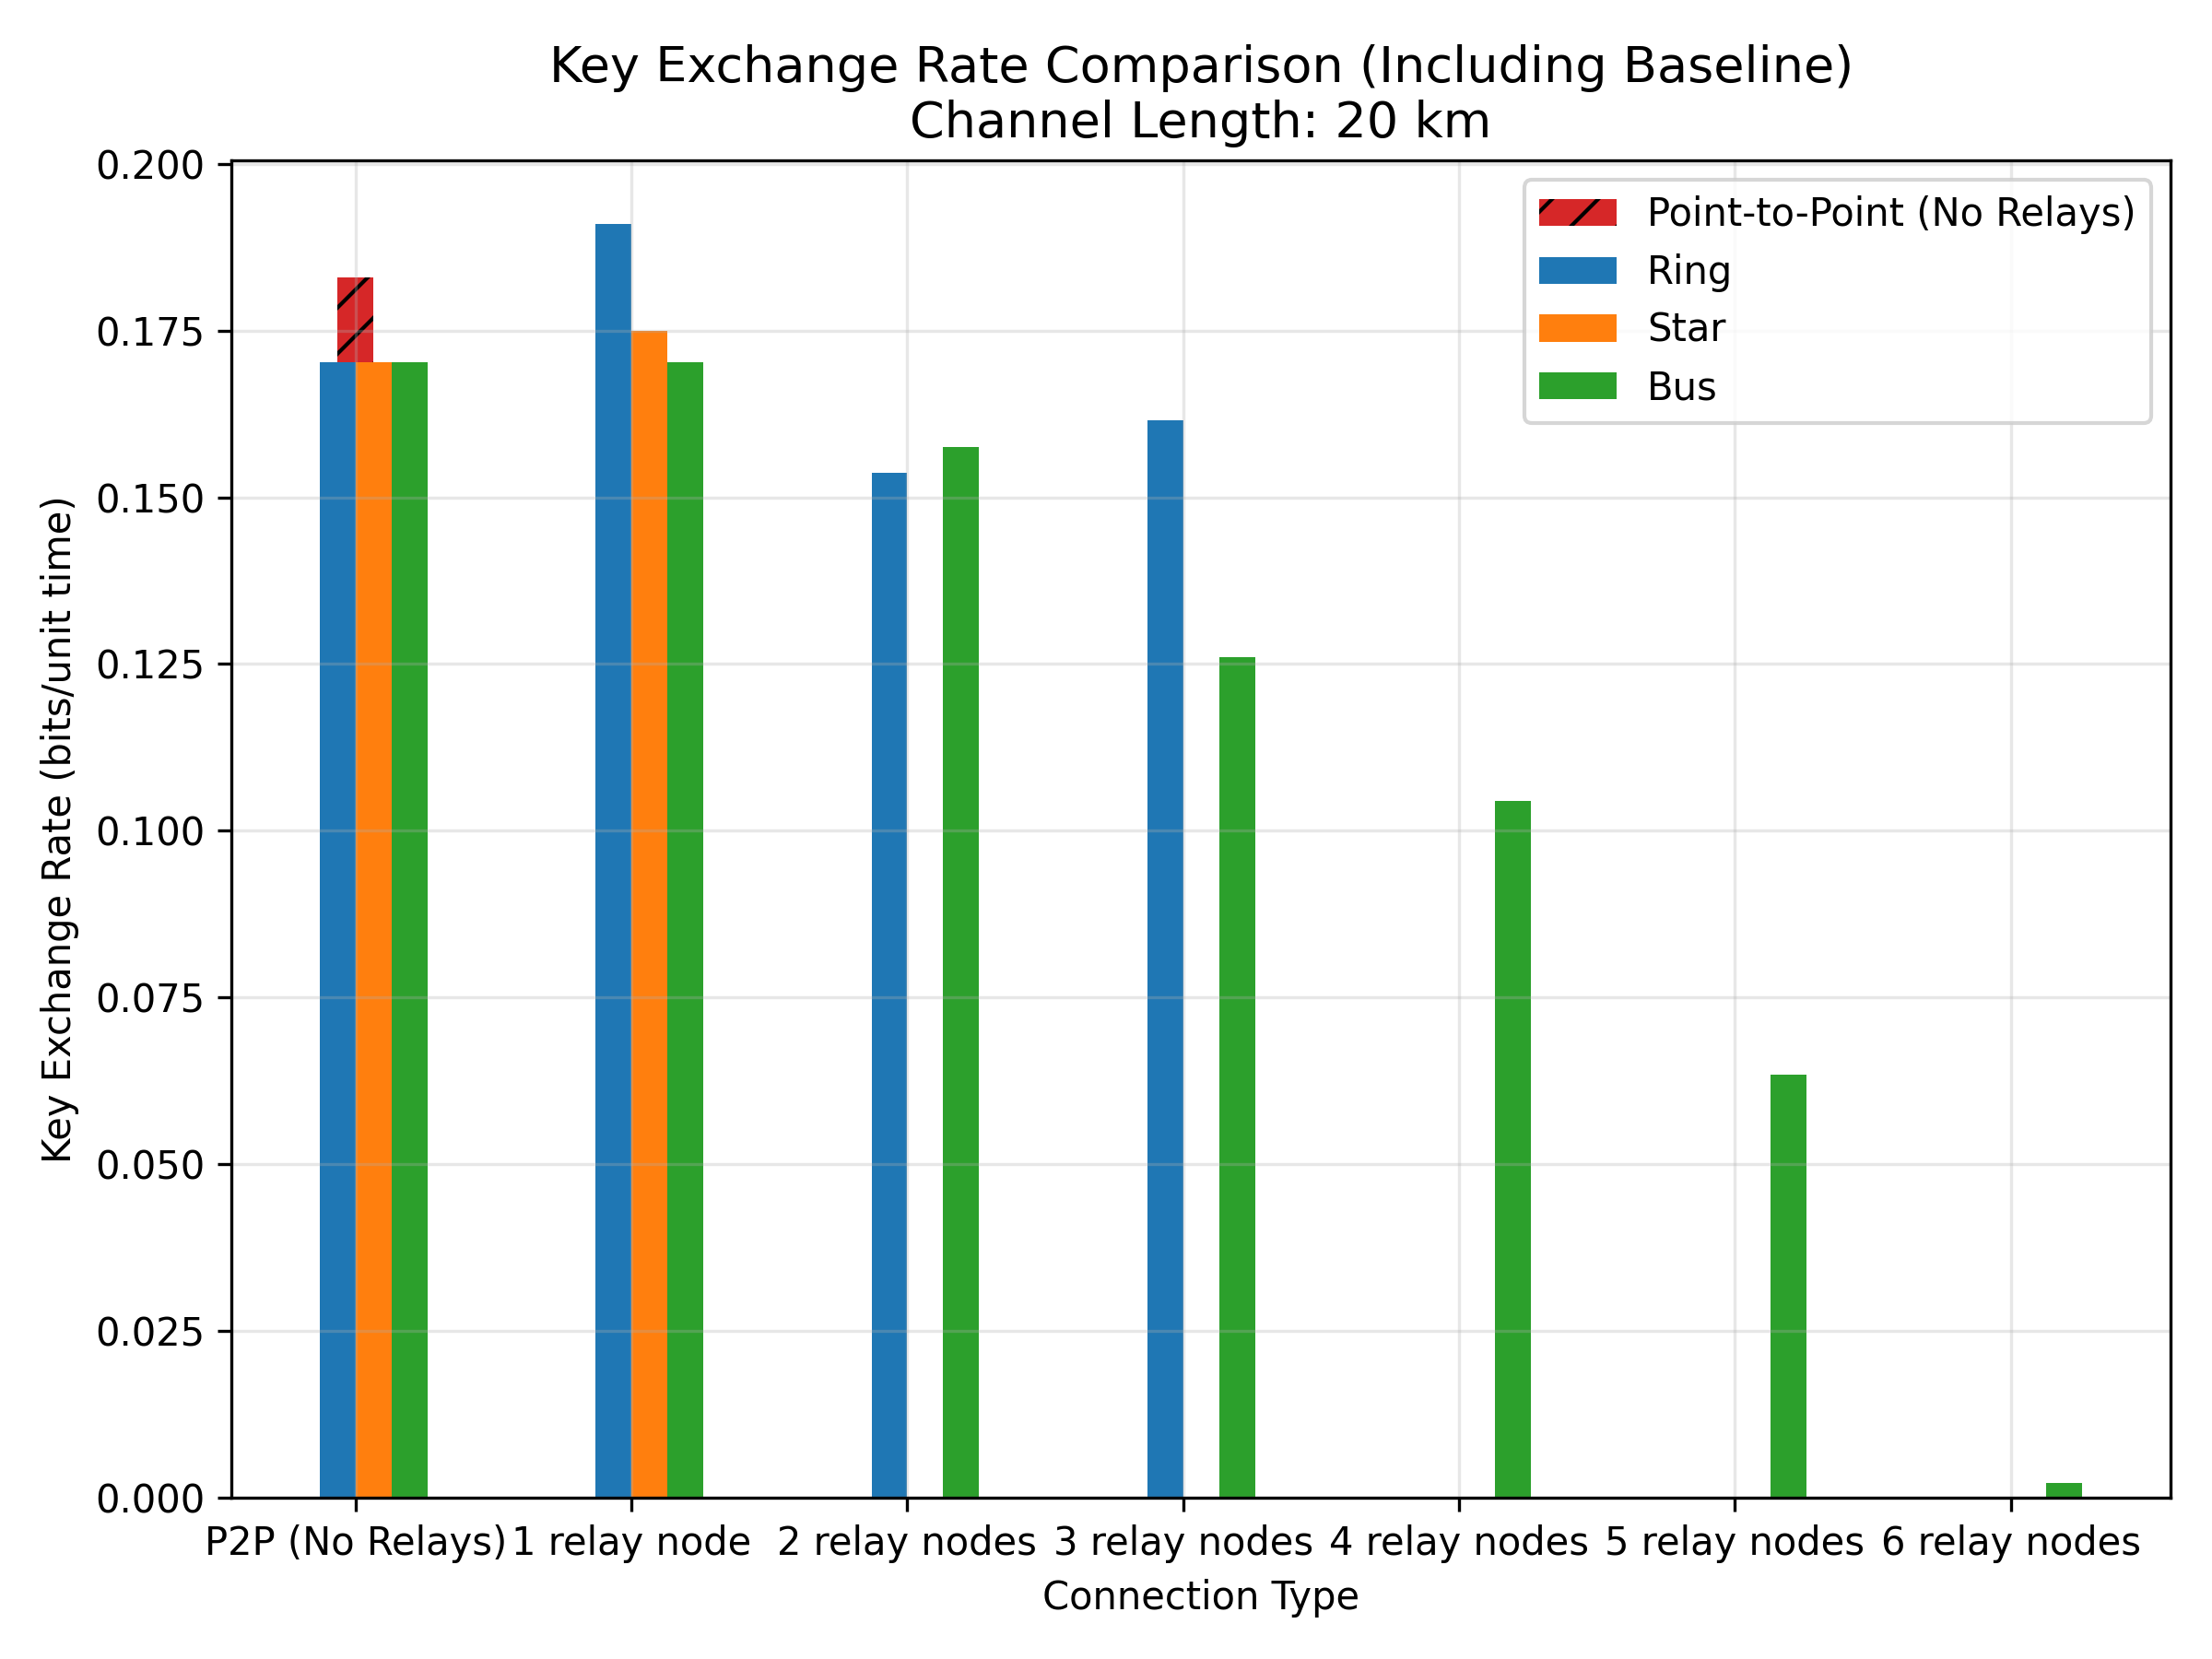 Key Exchange Rate Comparison (Including Baseline)
Channel Length: 20 km
Key Exchange Rate (bits/unit time)
0.200
0.175
0.150
0.125
0.100
0.075
0.050
0.025
0.000
Point-to-Point (No Relays)
Ring
Star
Bus
P2P (No Relays) 1 relay node 2 relay nodes 3 relay nodes 4 relay nodes 5 relay nodes 6 relay nodes
Connection Type